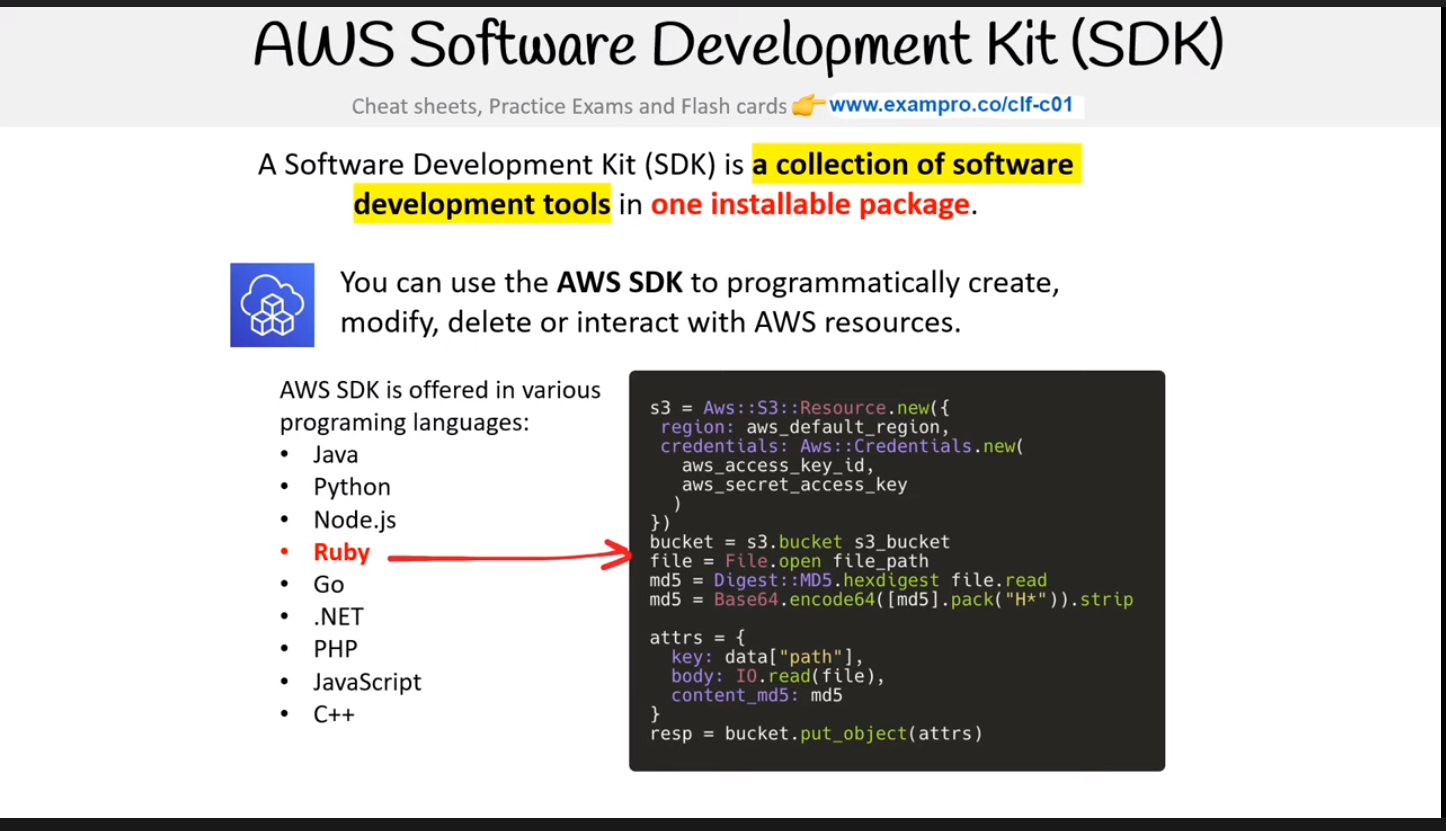 AWS Software Development Kit (SDK)
Cheat sheets, Practice Exams and Flash cards 👉 www.exampro.co/clf-c01
A Software Development Kit (SDK) is a collection of software
development tools in one installable package.
You can use the AWS SDK to programmatically create,
modify, delete or interact with AWS resources.
AWS SDK is offered in various
programing languages:
• Java
• Python
• Node.js
• Ruby
• Go
• .NET
• PHP
• JavaScript
• C++
s3 = Aws::S3::Resource.new({
 region: aws_default_region,
 credentials: Aws::Credentials.new(
   aws_access_key_id,
   aws_secret_access_key
  )
})
bucket = s3.bucket s3_bucket
file = File.open file_path
md5 = Digest::MD5.hexdigest file.read
md5 = Base64.encode64([md5].pack("H*")).strip

attrs = {
  key: data["path"],
  body: IO.read(file),
  content_md5: md5
}
resp = bucket.put_object(attrs)